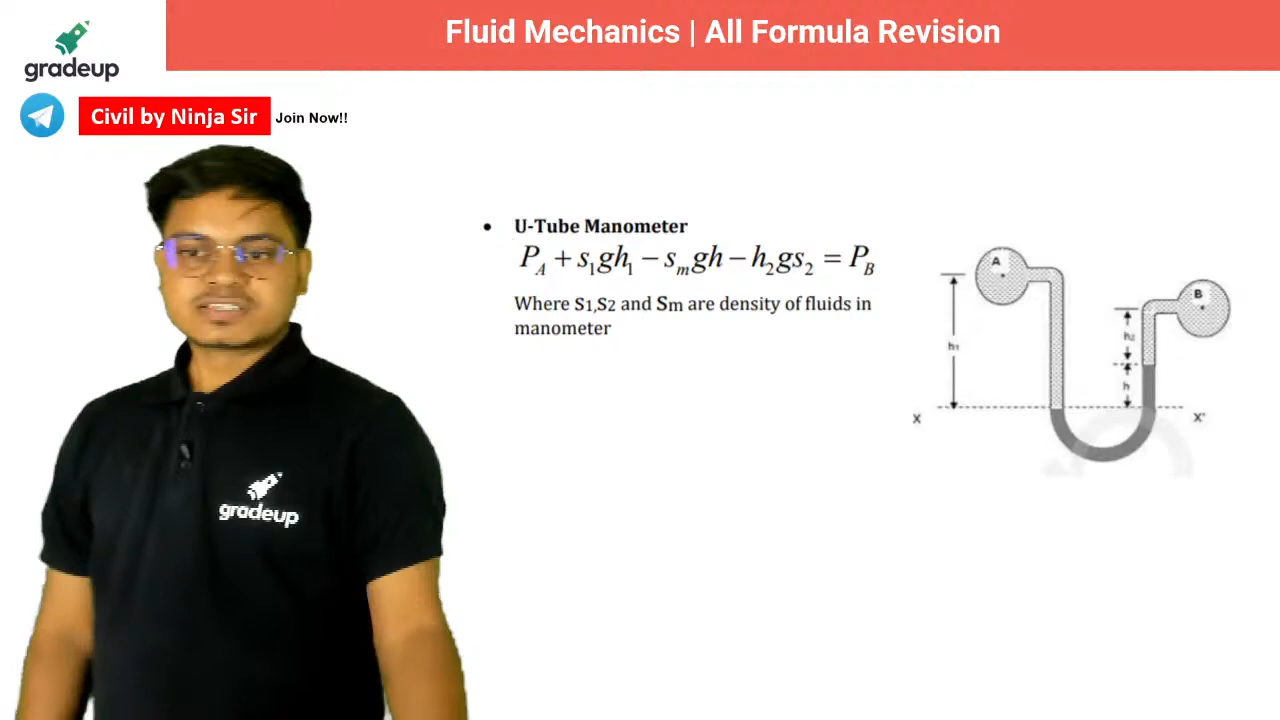 Fluid Mechanics | All Formula Revision
gradeup
Civil by Ninja Sir Join Now!!
• U-Tube Manometer
P_A + s_1gh_1 − s_mgh − h_2gs_2 = P_B
Where S1,S2 and Sm are density of fluids in
manometer
A
B
h1
h2
h
X
X'
gradeup